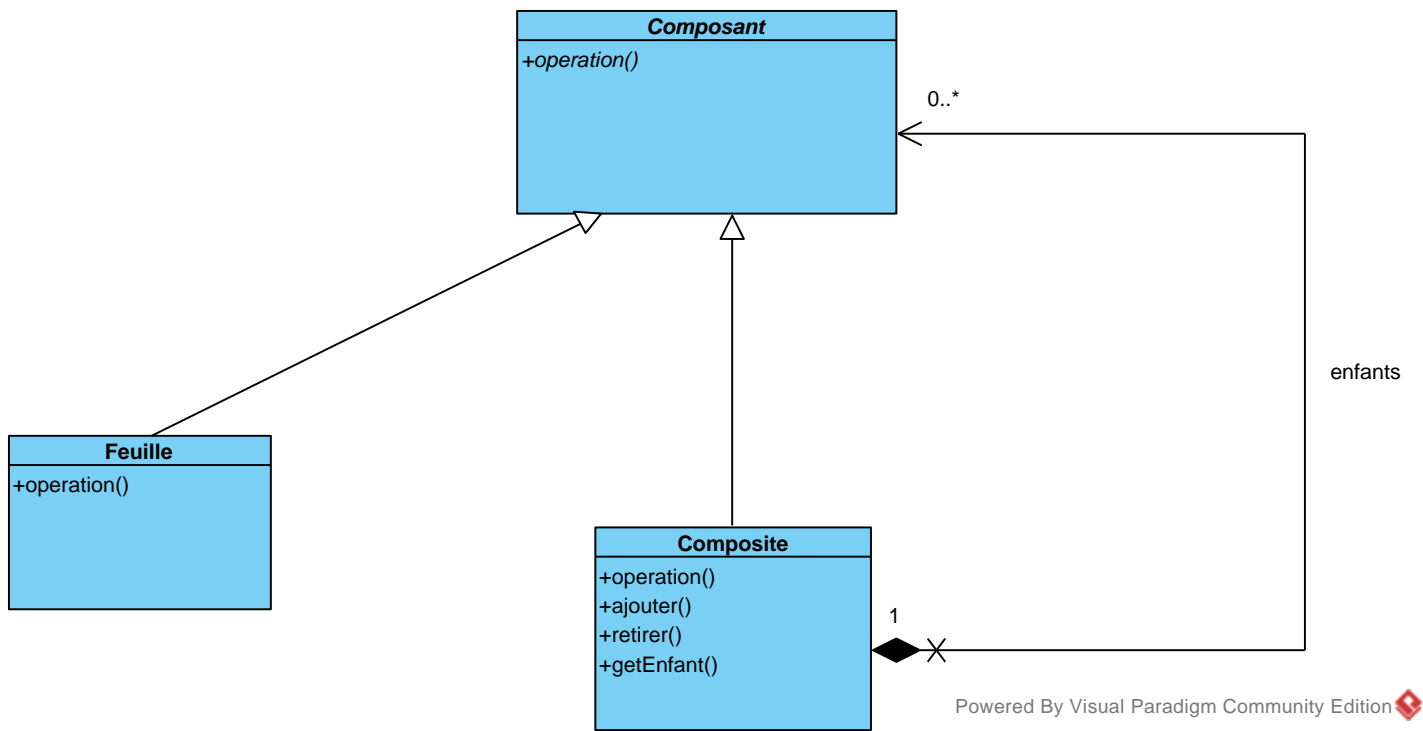 Composant
+operation()
0..*
enfants
Feuille
+operation()
Composite
+operation()
+ajouter()
+retirer()
+getEnfant()
1
Powered By Visual Paradigm Community Edition